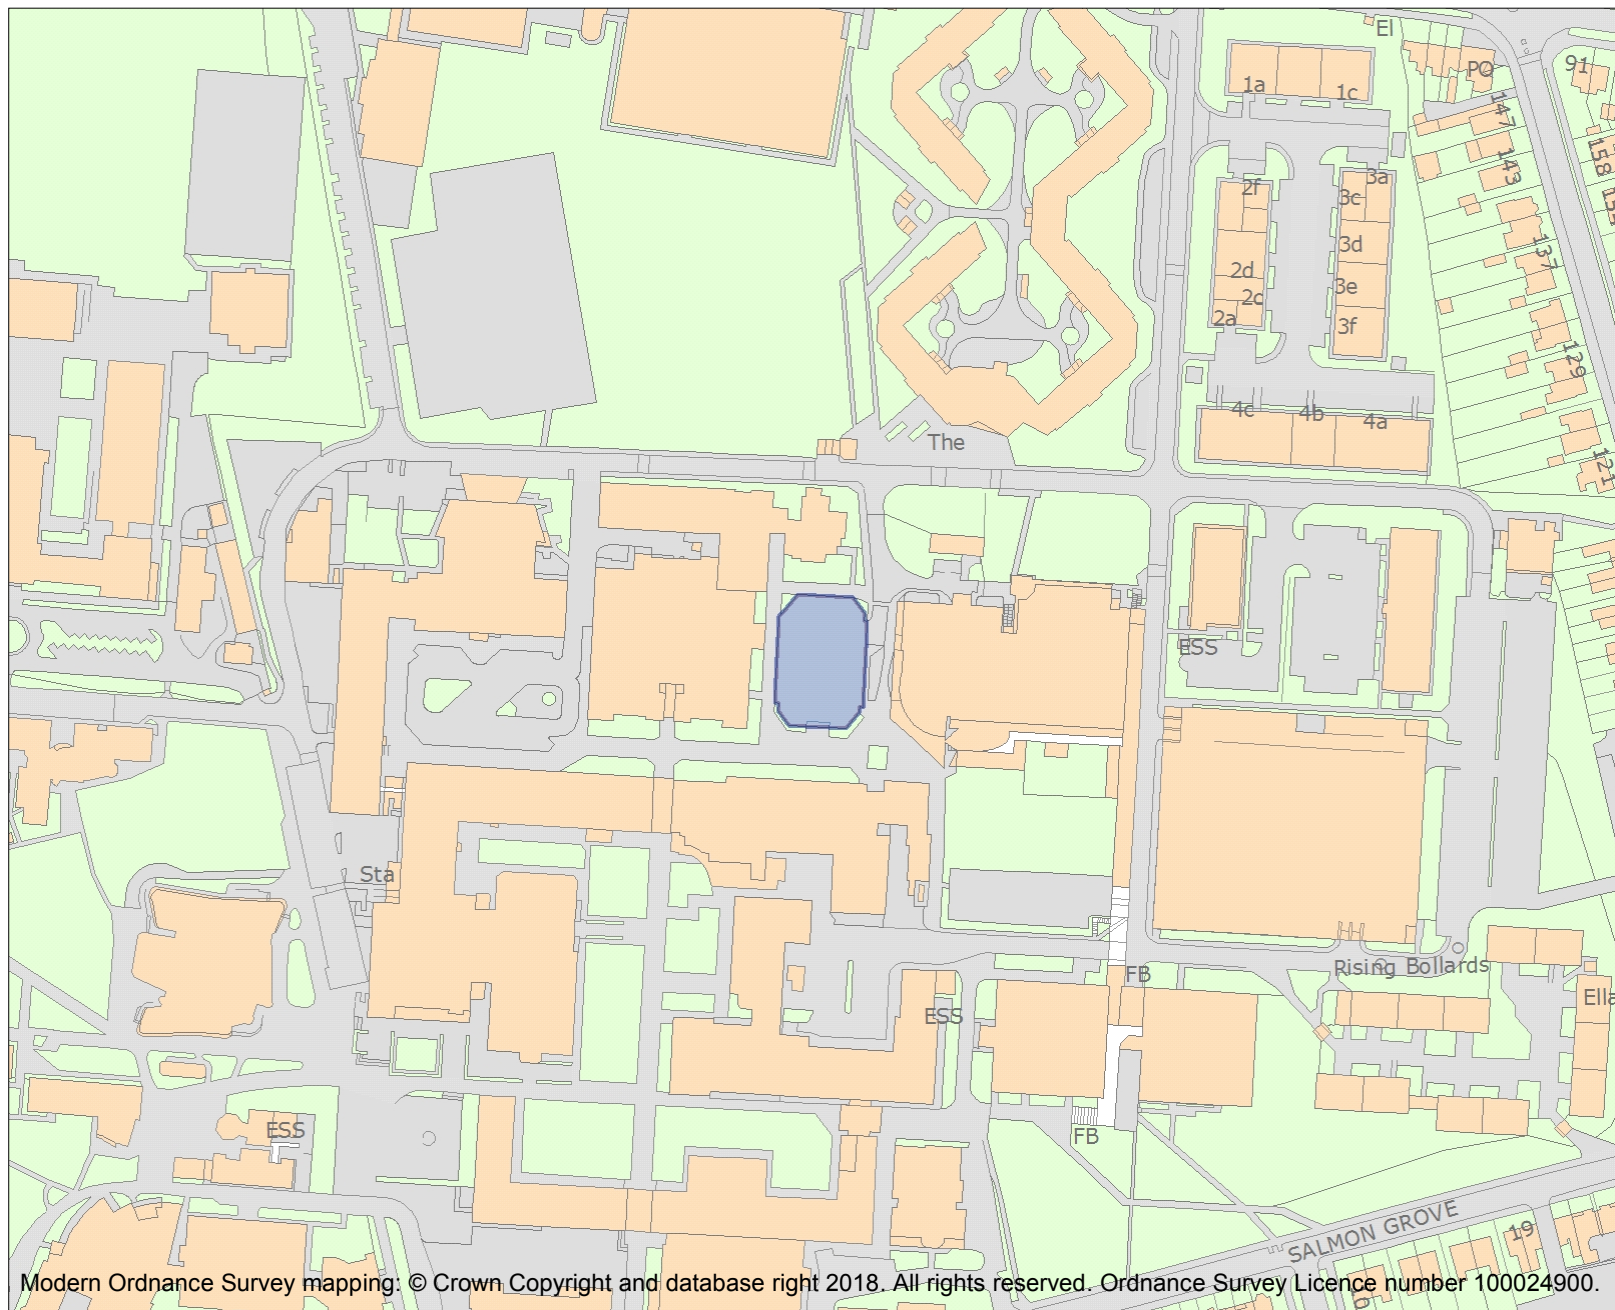 El
PO
91
1a
1c
147
143
158
2f
3a
3c
137
3d
2d
3e
2c
2a
3f
129
4c
4b
4a
The
121
ESS
Sta
Rising Bollards
FB
Ella
ESS
ESS
FB
SALMON GROVE
19
Modern Ordnance Survey mapping: © Crown Copyright and database right 2018. All rights reserved. Ordnance Survey Licence number 100024900.